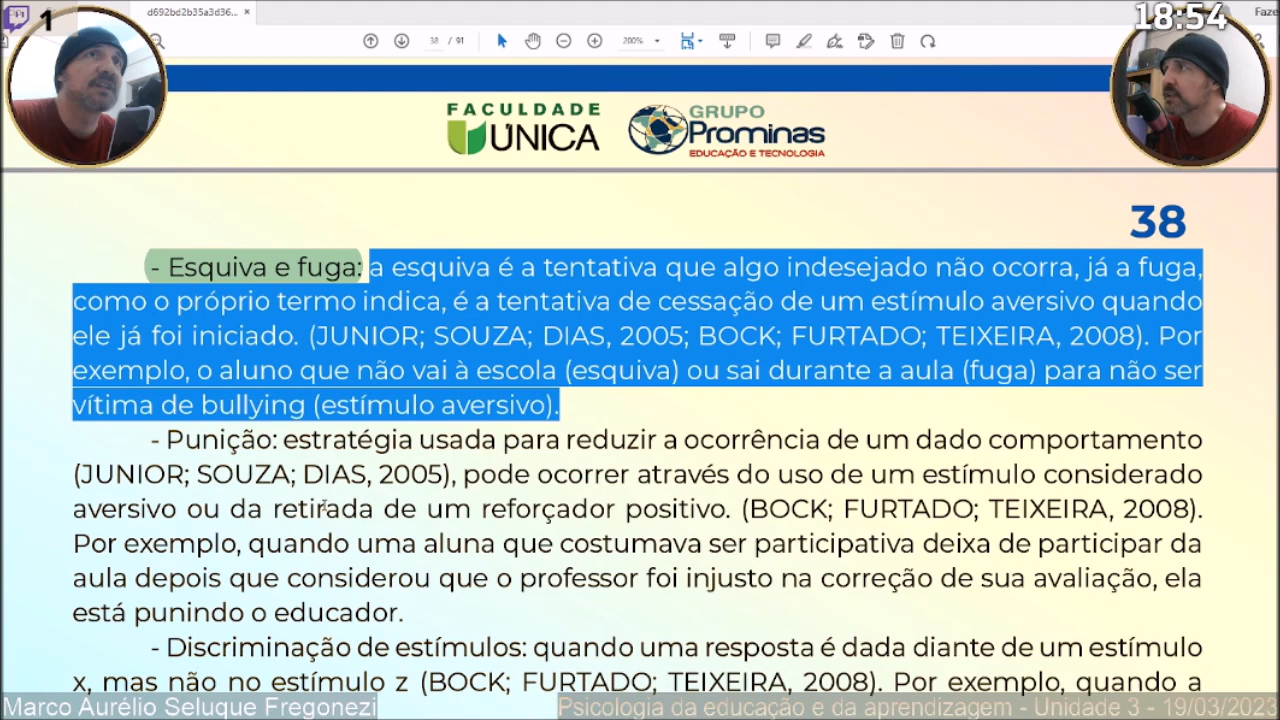 1
d692bd2b35a3d36...
18:54
Faze
38 / 91
200%
FACULDADE
ÚNICA
GRUPO
Prominas
EDUCAÇÃO E TECNOLOGIA
38
- Esquiva e fuga: a esquiva é a tentativa que algo indesejado não ocorra, já a fuga,
como o próprio termo indica, é a tentativa de cessação de um estímulo aversivo quando
ele já foi iniciado. (JUNIOR; SOUZA; DIAS, 2005; BOCK; FURTADO; TEIXEIRA, 2008). Por
exemplo, o aluno que não vai à escola (esquiva) ou sai durante a aula (fuga) para não ser
vítima de bullying (estímulo aversivo).
- Punição: estratégia usada para reduzir a ocorrência de um dado comportamento
(JUNIOR; SOUZA; DIAS, 2005), pode ocorrer através do uso de um estímulo considerado
aversivo ou da retirada de um reforçador positivo. (BOCK; FURTADO; TEIXEIRA, 2008).
Por exemplo, quando uma aluna que costumava ser participativa deixa de participar da
aula depois que considerou que o professor foi injusto na correção de sua avaliação, ela
está punindo o educador.
- Discriminação de estímulos: quando uma resposta é dada diante de um estímulo
x, mas não no estímulo z (BOCK; FURTADO; TEIXEIRA, 2008). Por exemplo, quando a
Marco Aurélio Seluque Fregonezi
Psicologia da educação e da aprendizagem - Unidade 3 - 19/03/2023